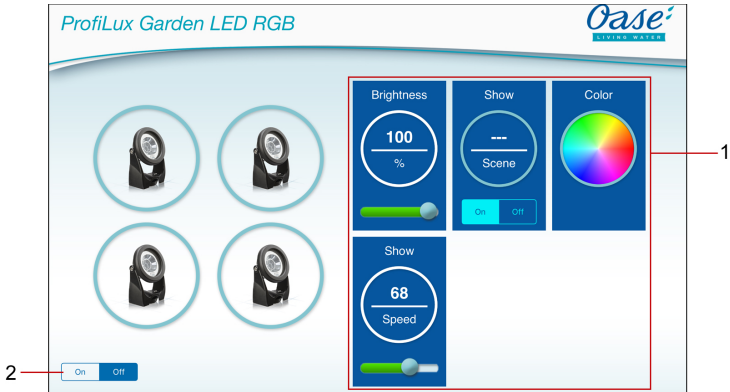 ProfiLux Garden LED RGB
Oase
LIVING WATER
Brightness
100
%
Show
---
Scene
On Off
Color
1
Show
68
Speed
2
On Off